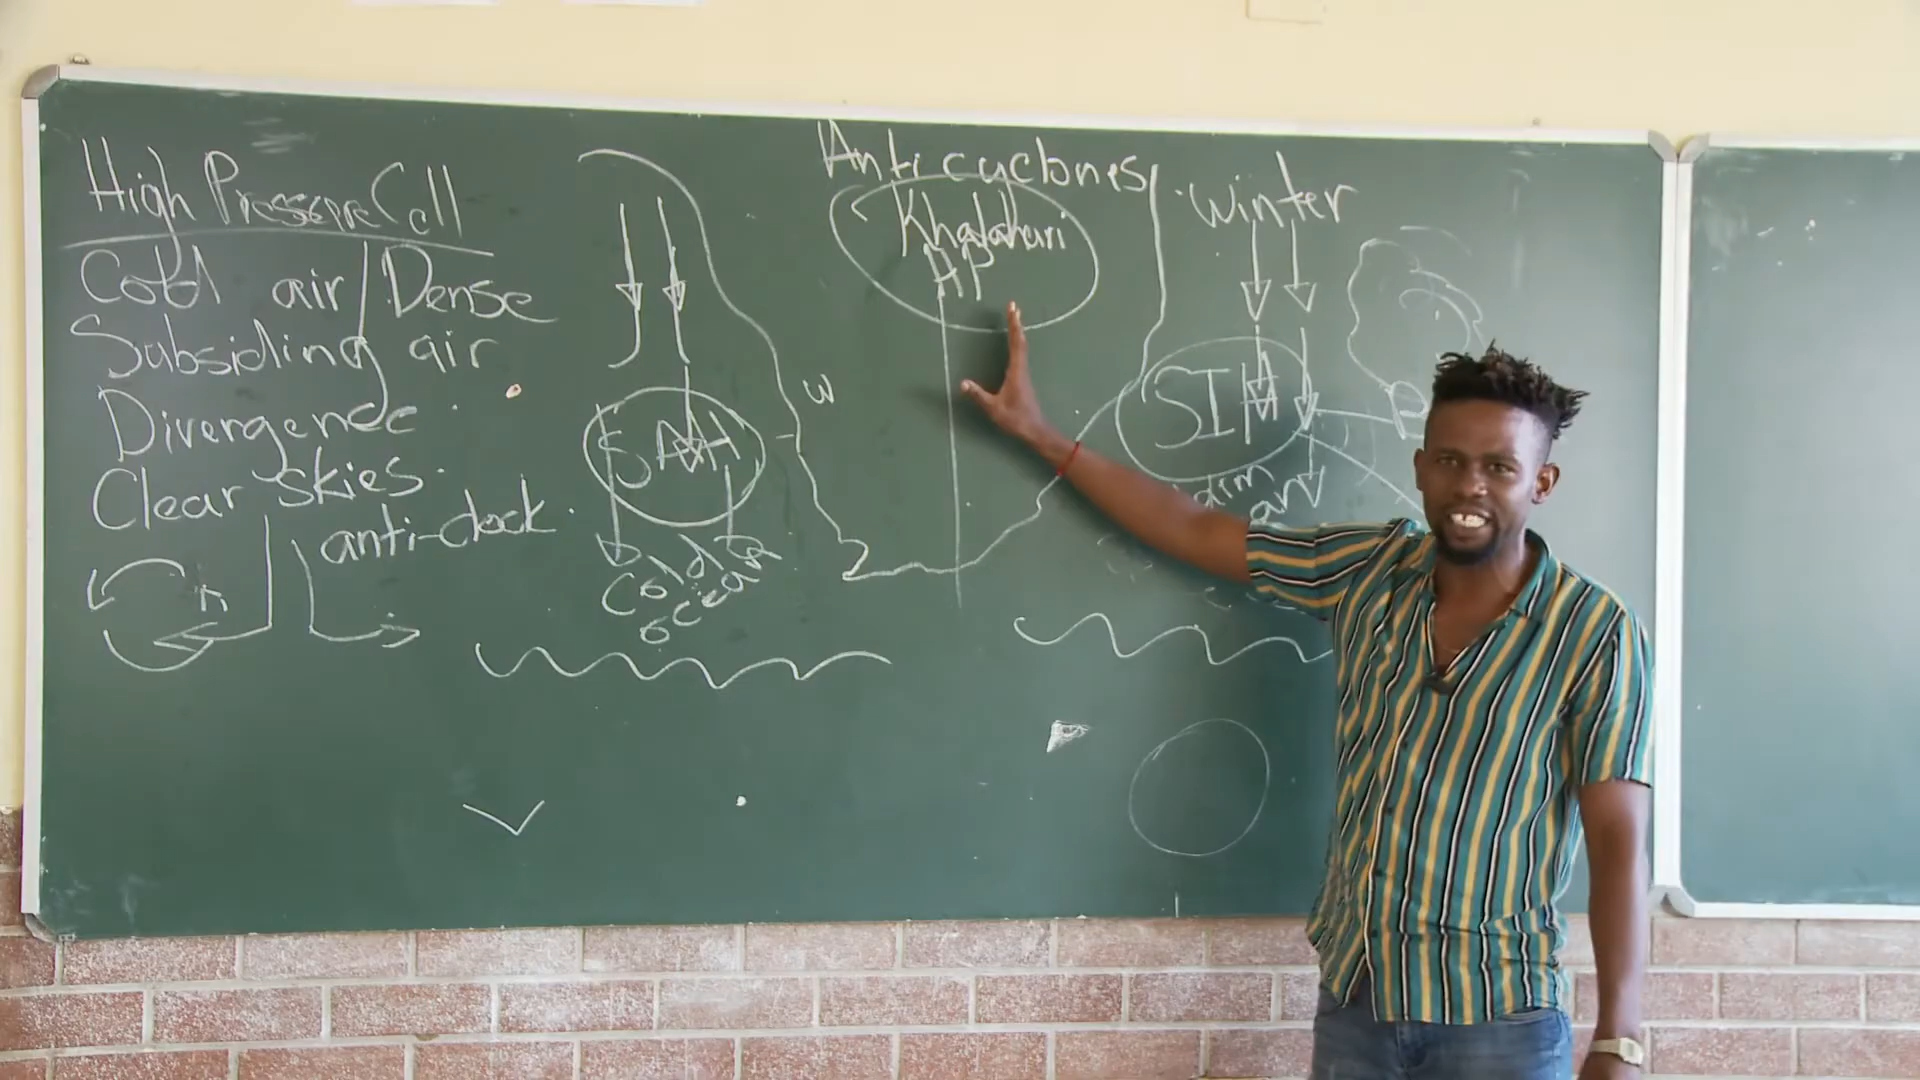 High Pressure Cell
Cold air/Dense
Subsiding air
Divergence.
Clear skies.
anti-clock.
SAH
Cold
ocean
w
Anticyclones
Khalahari
HP
Winter
SIH